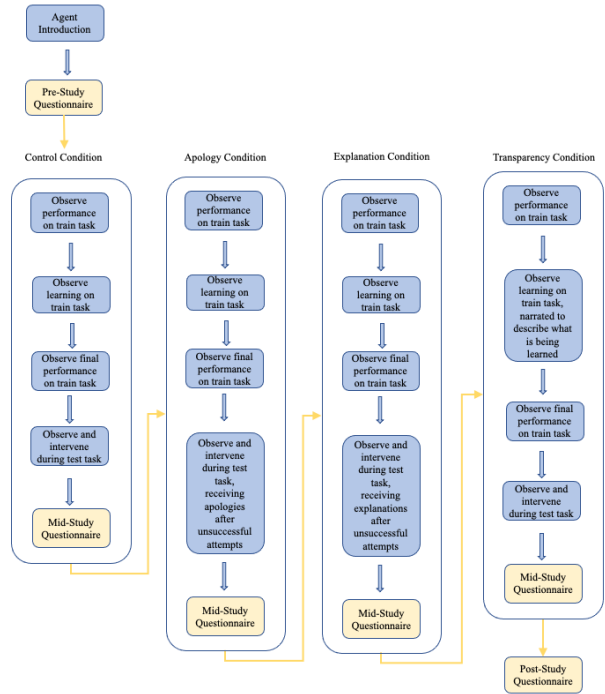 Agent
Introduction
Pre-Study
Questionnaire
Control Condition
Observe
performance
on train task
Observe
learning on
train task
Observe final
performance
on train task
Observe and
intervene
during test task
Mid-Study
Questionnaire
Apology Condition
Observe
performance
on train task
Observe
learning on
train task
Observe final
performance
on train task
Observe and
intervene
during test
task,
receiving
apologies
after
unsuccessful
attempts
Mid-Study
Questionnaire
Explanation Condition
Observe
performance
on train task
Observe
learning on
train task
Observe final
performance
on train task
Observe and
intervene
during test
task,
receiving
explanations
after
unsuccessful
attempts
Mid-Study
Questionnaire
Transparency Condition
Observe
performance
on train task
Observe
learning on
train task,
narrated to
describe what
is being
learned
Observe final
performance
on train task
Observe and
intervene
during test task
Mid-Study
Questionnaire
Post-Study
Questionnaire